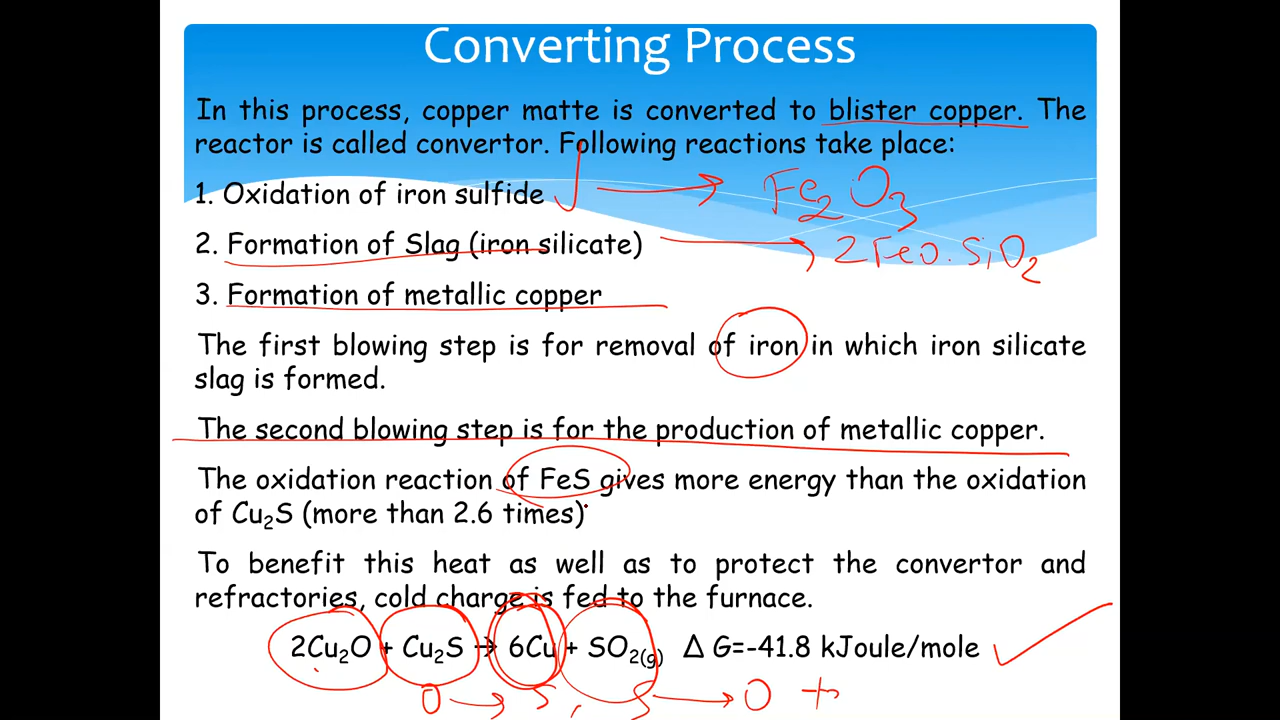 Converting Process
In this process, copper matte is converted to blister copper. The
reactor is called convertor. Following reactions take place:
1. Oxidation of iron sulfide Fe2O3
2. Formation of Slag (iron silicate) 2FeO.SiO2
3. Formation of metallic copper
The first blowing step is for removal of iron in which iron silicate
slag is formed.
The second blowing step is for the production of metallic copper.
The oxidation reaction of FeS gives more energy than the oxidation
of Cu₂S (more than 2.6 times)
To benefit this heat as well as to protect the convertor and
refractories, cold charge is fed to the furnace.
2Cu₂O + Cu₂S → 6Cu + SO₂(g) Δ G=-41.8 kJoule/mole
O → S, S → O +